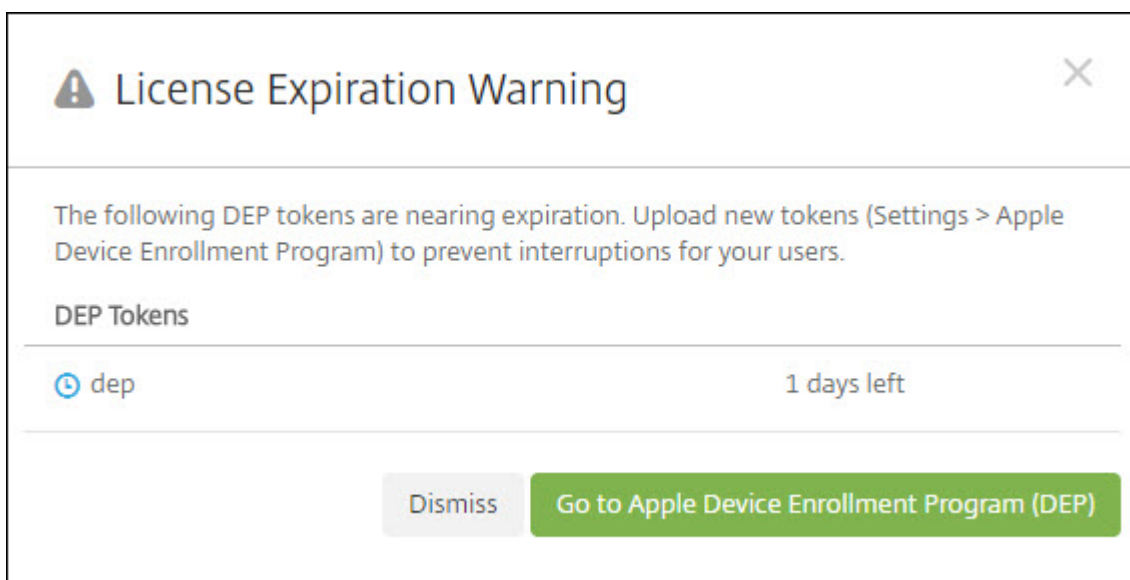 License Expiration Warning
The following DEP tokens are nearing expiration. Upload new tokens (Settings > Apple
Device Enrollment Program) to prevent interruptions for your users.
DEP Tokens
dep 1 days left
Dismiss Go to Apple Device Enrollment Program (DEP)